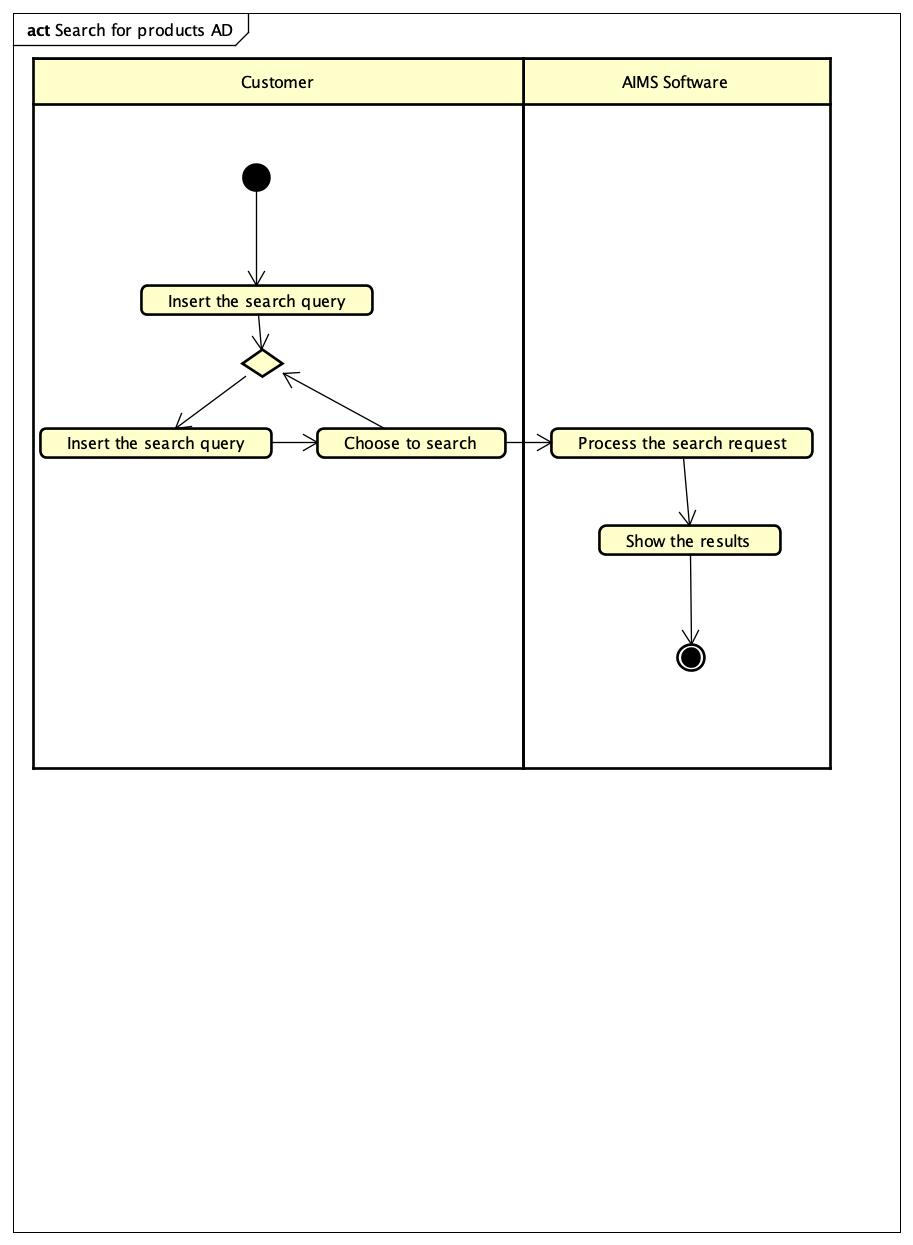 act Search for products AD
Customer
AIMS Software
Insert the search query
Insert the search query
Choose to search
Process the search request
Show the results